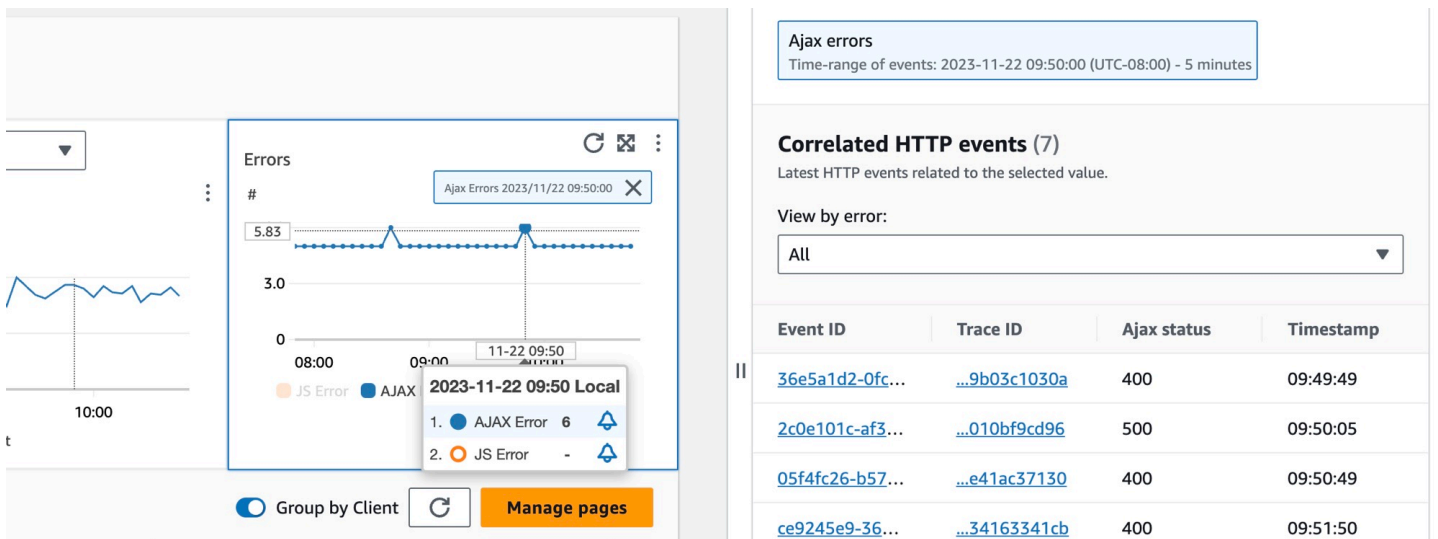 10:00
t
Errors
#
Ajax Errors 2023/11/22 09:50:00
5.83
3.0
0
08:00
09:00
11-22 09:50
JS Error
AJAX
2023-11-22 09:50 Local
1. AJAX Error 6
2. JS Error -
Group by Client
Manage pages
Ajax errors
Time-range of events: 2023-11-22 09:50:00 (UTC-08:00) - 5 minutes
Correlated HTTP events (7)
Latest HTTP events related to the selected value.
View by error:
All
Event ID Trace ID Ajax status Timestamp
36e5a1d2-0fc... ...9b03c1030a 400 09:49:49
2c0e101c-af3... ...010bf9cd96 500 09:50:05
05f4fc26-b57... ...e41ac37130 400 09:50:49
ce9245e9-36... ...34163341cb 400 09:51:50